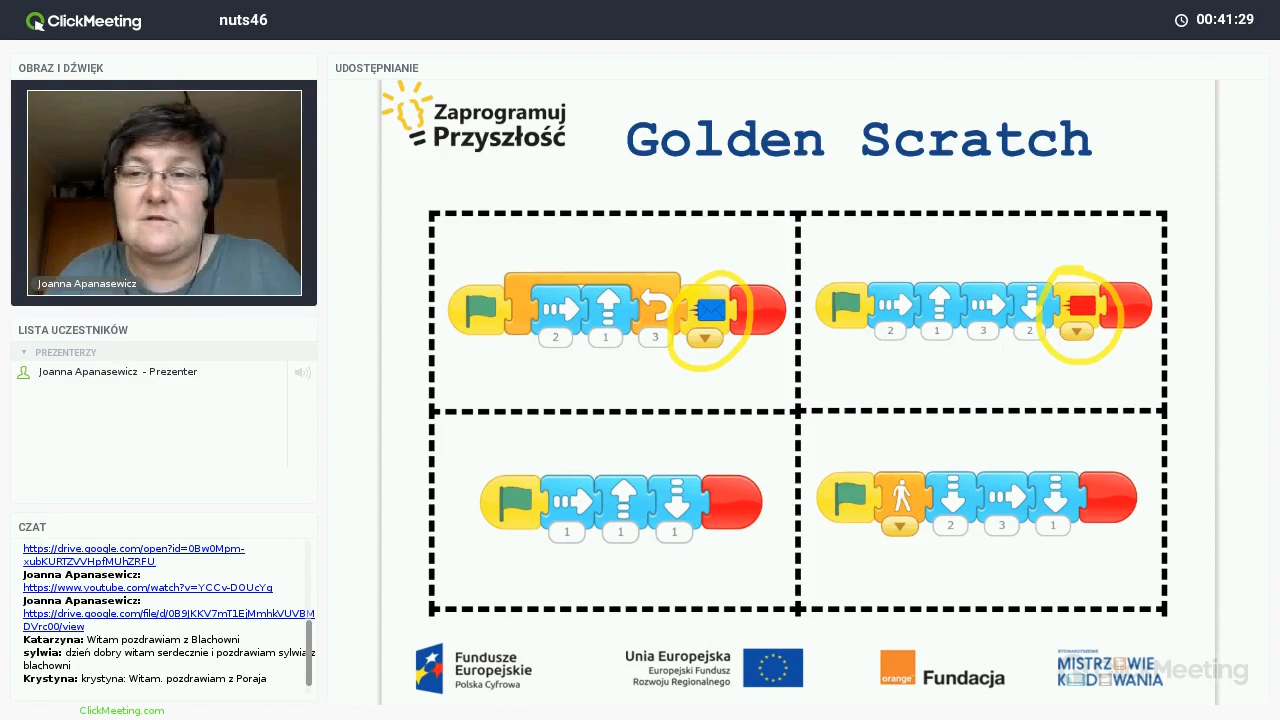 ClickMeeting
nuts46
00:41:29
OBRAZ I DŹWIĘK
Joanna Apanasewicz
LISTA UCZESTNIKÓW
PREZENTERZY
Joanna Apanasewicz - Prezenter
CZAT
https://drive.google.com/open?id=0Bw0Mpm-
xubKURTZVVHpfMUhZRFU
Joanna Apanasewicz:
https://www.youtube.com/watch?v=YCCv-DOUcYg
Joanna Apanasewicz:
https://drive.google.com/file/d/0B9JKKV7mT1EjMmhkVUVBM
DVrc00/view
Katarzyna: Witam pozdrawiam z Blachowni
sylwia: dzień dobry witam serdecznie i pozdrawiam sylwia z
blachowni
Krystyna: krystyna: Witam. pozdrawiam z Poraja
ClickMeeting.com
UDOSTĘPNIANIE
Zaprogramuj
Przyszłość
Golden Scratch
2 1 3
2 1 3 2
1 1 1
2 3 1
Fundusze
Europejskie
Polska Cyfrowa
Unia Europejska
Europejski Fundusz
Rozwoju Regionalnego
orange
Fundacja
STOWARZYSZENIE
MISTRZOWIE
KODOWANIA
ClickMeeting